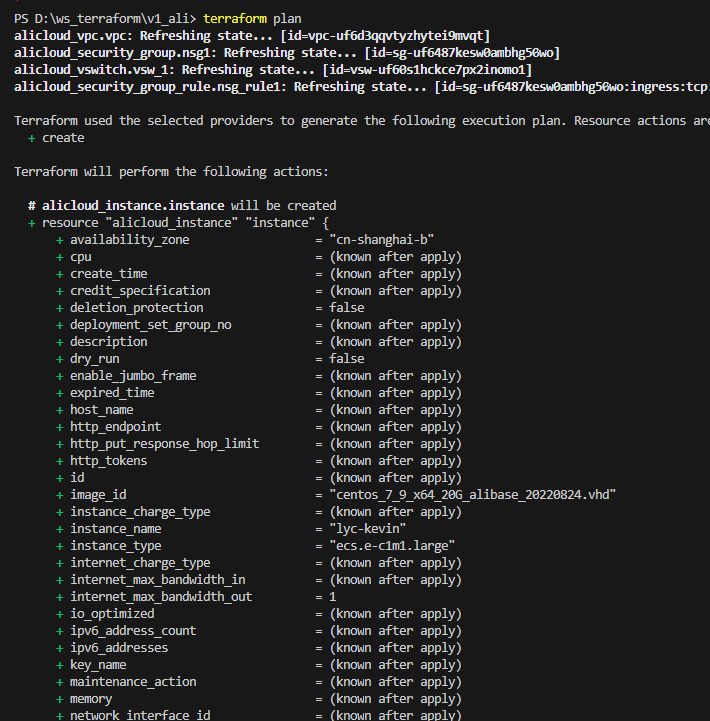 PS D:\ws_terraform\v1_ali> terraform plan
alicloud_vpc.vpc: Refreshing state... [id=vpc-uf6d3qqvtyzhytei9mvqt]
alicloud_security_group.nsg1: Refreshing state... [id=sg-uf6487kesw0ambhg50wo]
alicloud_vswitch.vsw_1: Refreshing state... [id=vsw-uf60s1hckce7px2inomo1]
alicloud_security_group_rule.nsg_rule1: Refreshing state... [id=sg-uf6487kesw0ambhg50wo:ingress:tcp:
Terraform used the selected providers to generate the following execution plan. Resource actions are
+ create
Terraform will perform the following actions:
# alicloud_instance.instance will be created
+ resource "alicloud_instance" "instance" {
+ availability_zone = "cn-shanghai-b"
+ cpu = (known after apply)
+ create_time = (known after apply)
+ credit_specification = (known after apply)
+ deletion_protection = false
+ deployment_set_group_no = (known after apply)
+ description = (known after apply)
+ dry_run = false
+ enable_jumbo_frame = (known after apply)
+ expired_time = (known after apply)
+ host_name = (known after apply)
+ http_endpoint = (known after apply)
+ http_put_response_hop_limit = (known after apply)
+ http_tokens = (known after apply)
+ id = (known after apply)
+ image_id = "centos_7_9_x64_20G_alibase_20220824.vhd"
+ instance_charge_type = (known after apply)
+ instance_name = "lyc-kevin"
+ instance_type = "ecs.e-c1m1.large"
+ internet_charge_type = (known after apply)
+ internet_max_bandwidth_in = (known after apply)
+ internet_max_bandwidth_out = 1
+ io_optimized = (known after apply)
+ ipv6_address_count = (known after apply)
+ ipv6_addresses = (known after apply)
+ key_name = (known after apply)
+ maintenance_action = (known after apply)
+ memory = (known after apply)
+ network_interface_id = (known after apply)